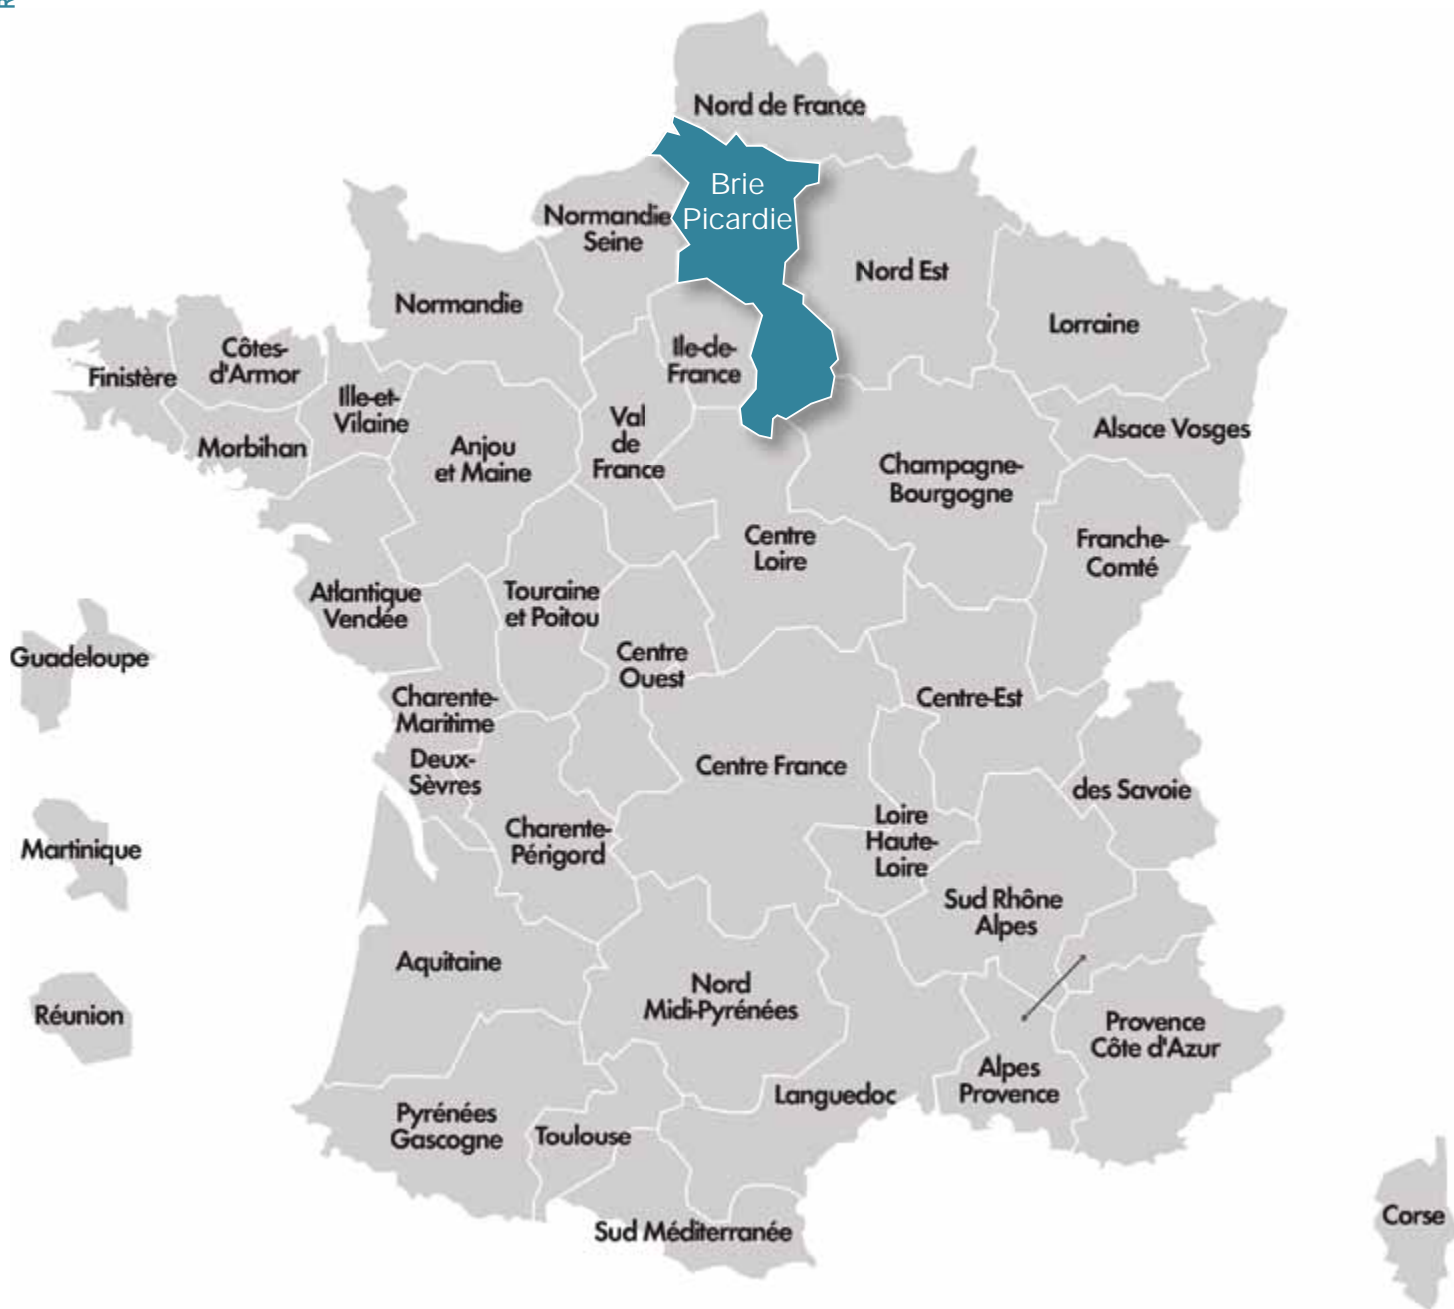 R
Nord de France
Brie
Picardie
Normandie
Seine
Nord Est
Normandie
Lorraine
Ile-de-
France
Côtes-
d'Armor
Finistère
Ille-et-
Vilaine
Morbihan
Anjou
et Maine
Val
de
France
Alsace Vosges
Champagne-
Bourgogne
Centre
Loire
Franche-
Comté
Atlantique
Vendée
Touraine
et Poitou
Guadeloupe
Centre
Ouest
Charente-
Maritime
Deux-
Sèvres
Centre-Est
Centre France
des Savoie
Loire
Haute-
Loire
Charente-
Périgord
Martinique
Sud Rhône
Alpes
Aquitaine
Nord
Midi-Pyrénées
Réunion
Provence
Côte d'Azur
Alpes
Provence
Languedoc
Pyrénées
Gascogne
Toulouse
Sud Méditerranée
Corse